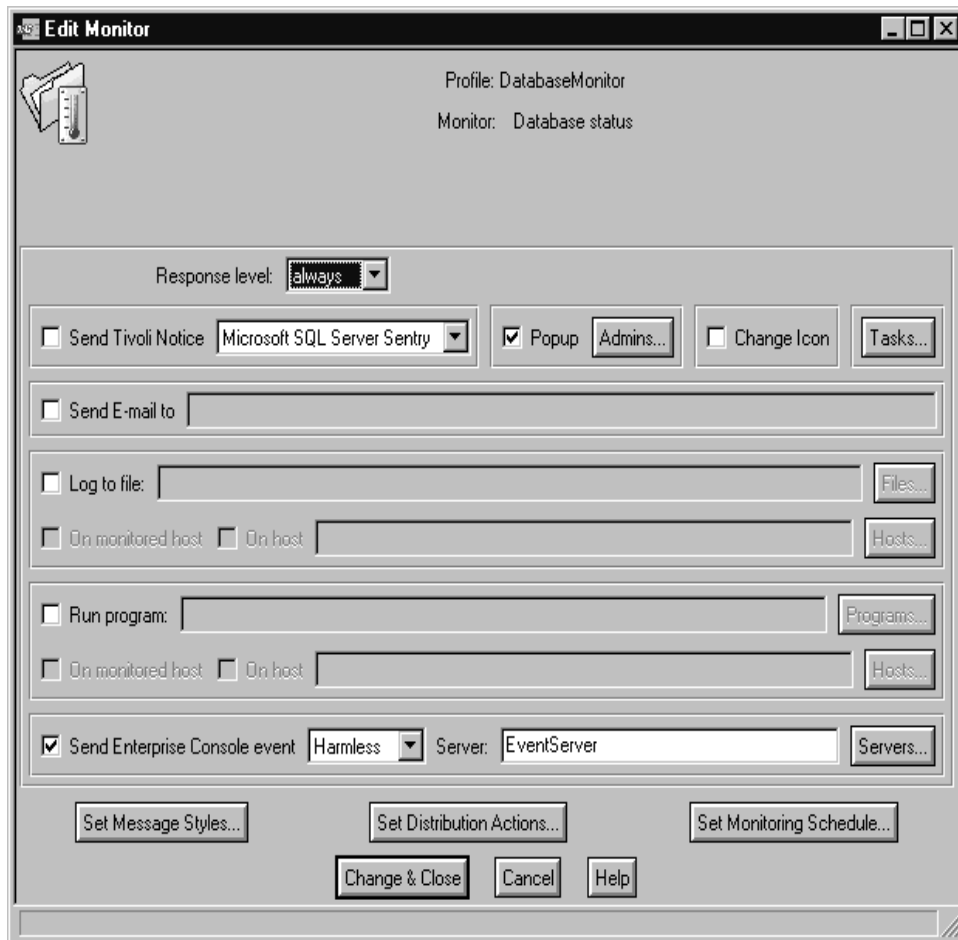 Edit Monitor
Profile: DatabaseMonitor
Monitor: Database status
Response level: always
Send Tivoli Notice Microsoft SQL Server Sentry Popup Admins... Change Icon Tasks...
Send E-mail to
Log to file: Files...
On monitored host On host Hosts...
Run program: Programs...
On monitored host On host Hosts...
Send Enterprise Console event Harmless Server: EventServer Servers...
Set Message Styles... Set Distribution Actions... Set Monitoring Schedule...
Change & Close Cancel Help